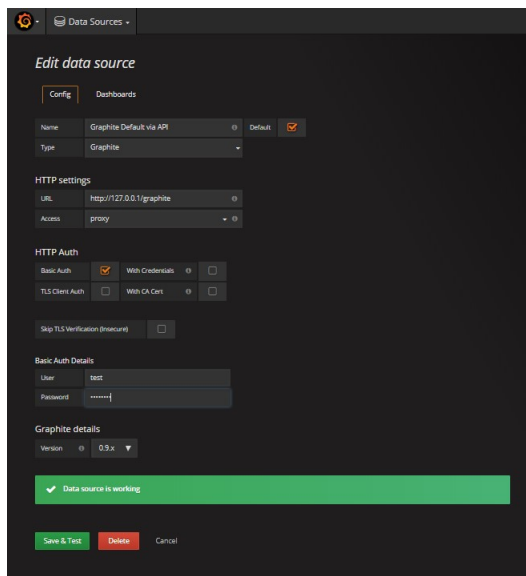 Data Sources
Edit data source
Config Dashboards
Name Graphite Default via API Default
Type Graphite
HTTP settings
URL http://127.0.0.1/graphite
Access proxy
HTTP Auth
Basic Auth With Credentials
TLS Client Auth With CA Cert
Skip TLS Verification (Insecure)
Basic Auth Details
User test
Password ••••••••
Graphite details
Version 0.9.x
Data source is working
Save & Test Delete Cancel